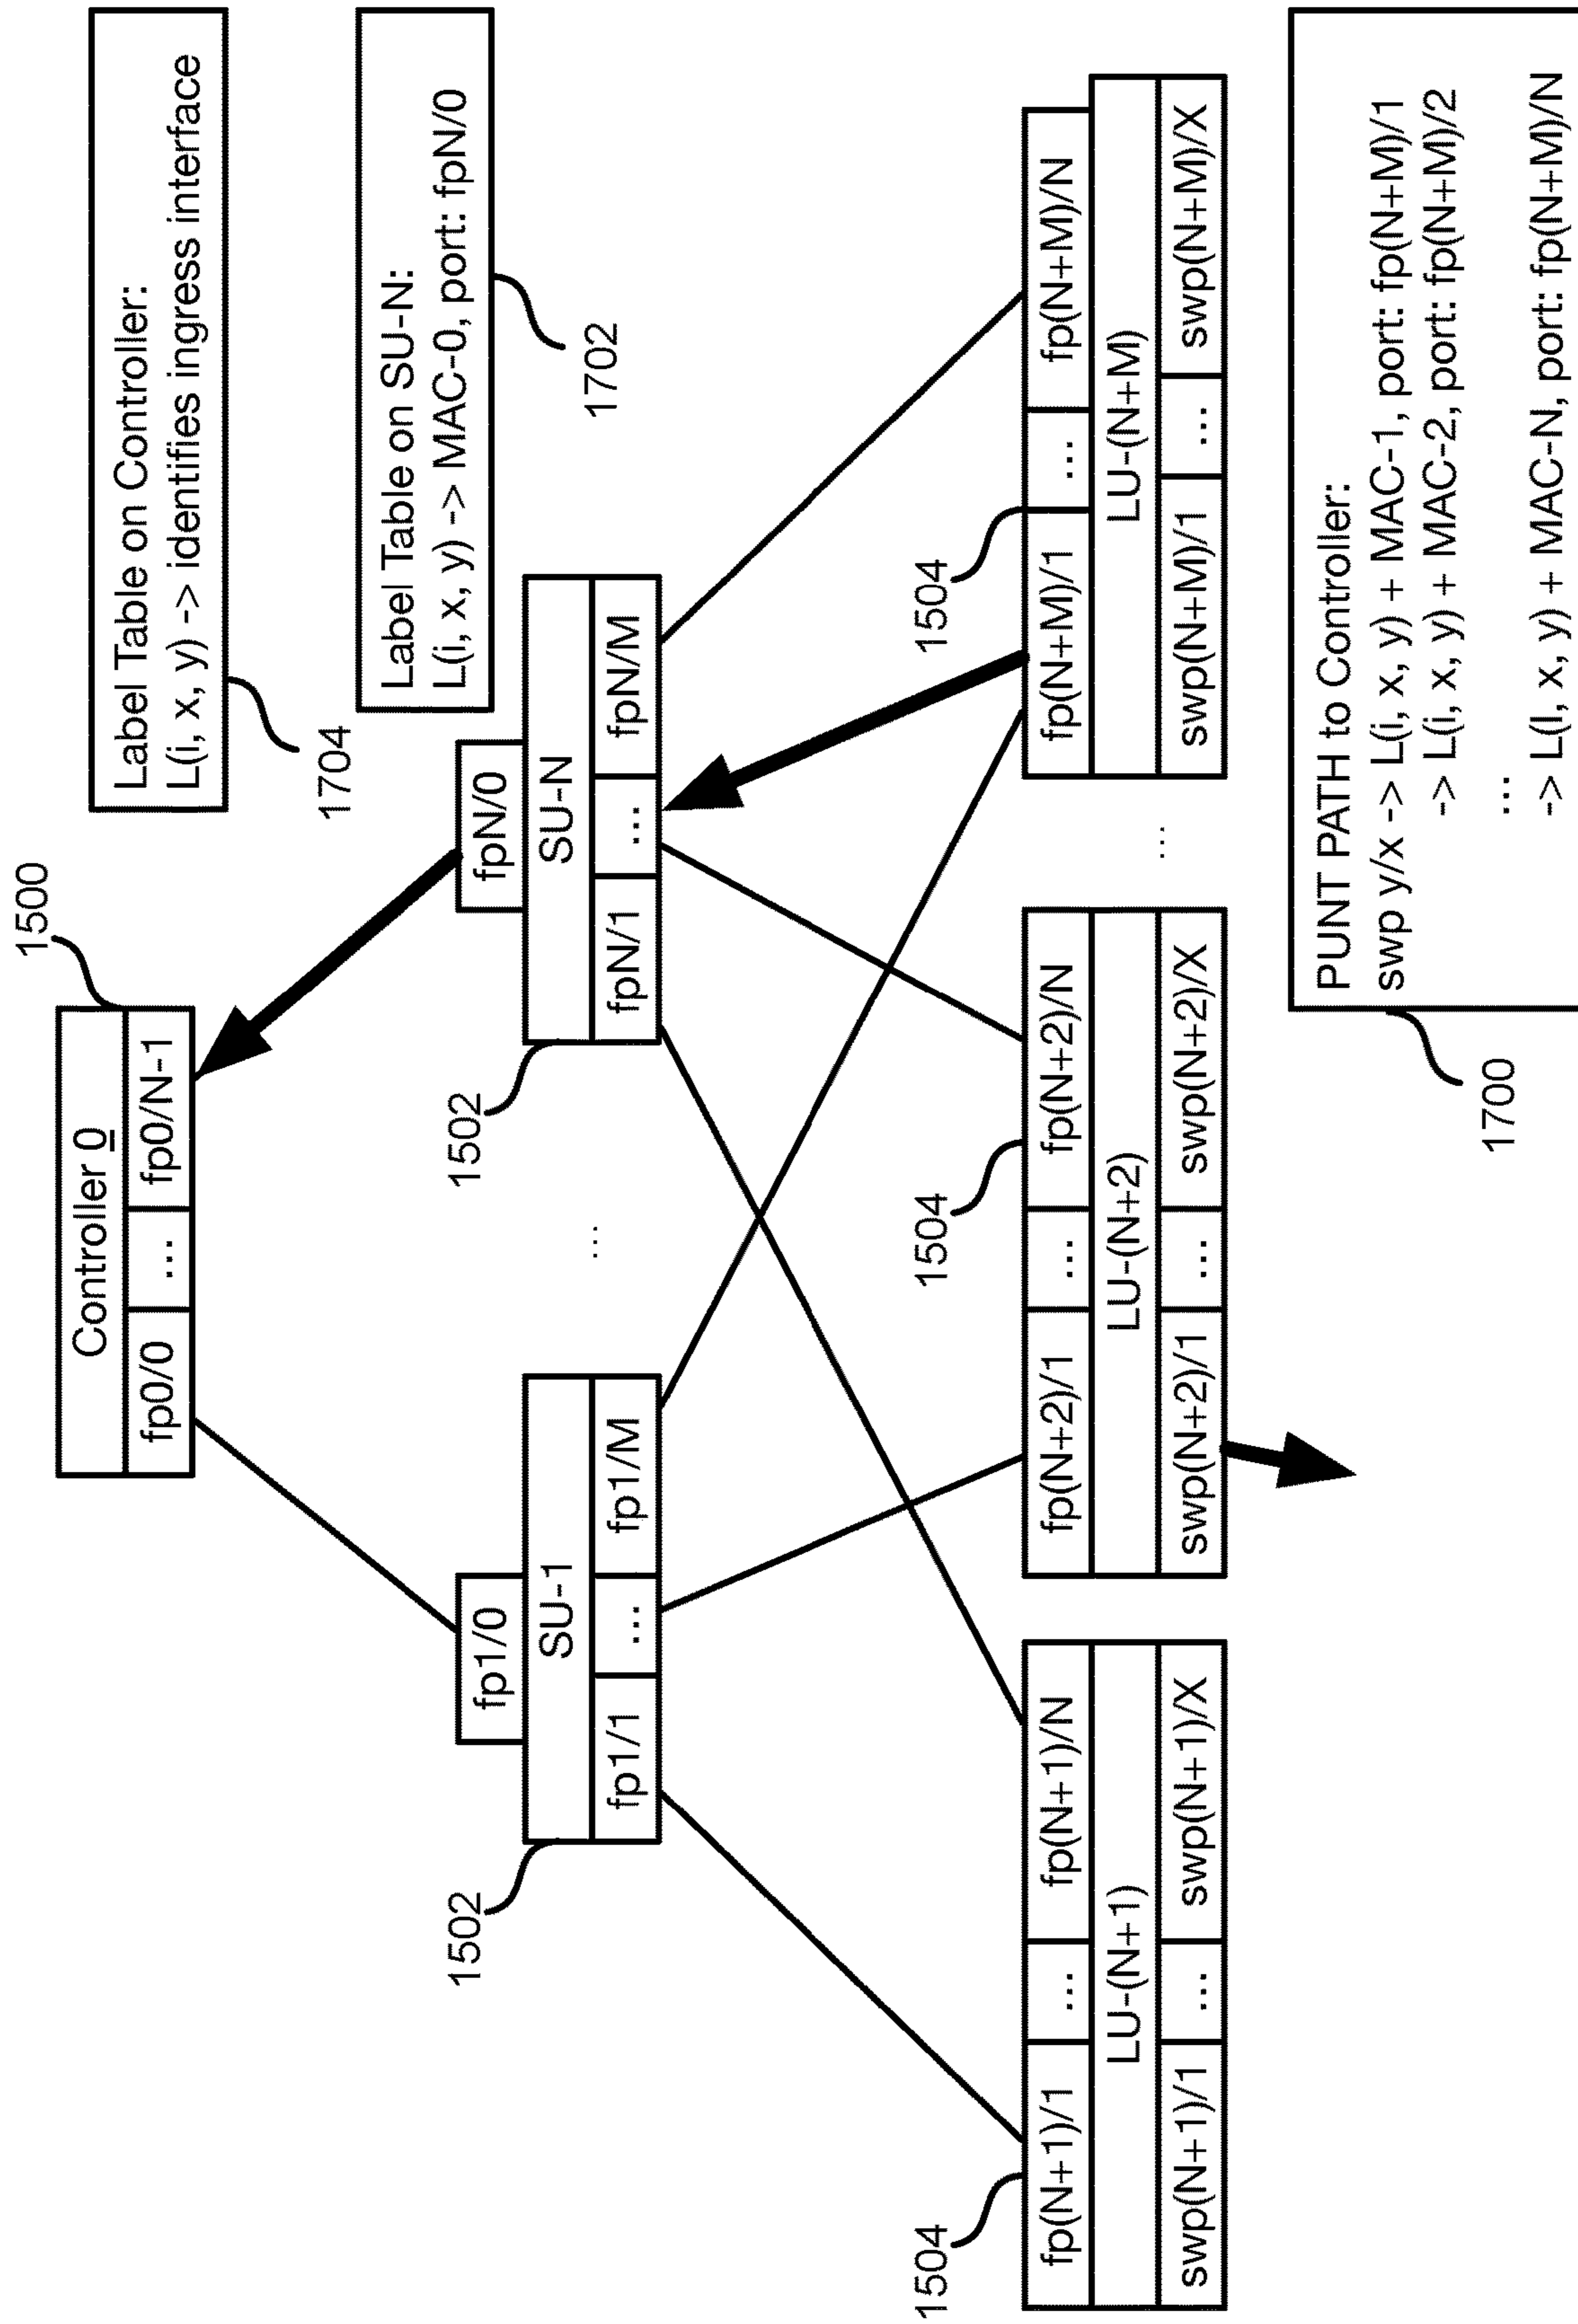 1500
Controller 0
fp0/0
...
fp0/N-1
Label Table on Controller:
L(i, x, y) -> identifies ingress interface
1704
Label Table on SU-N:
L(i, x, y) -> MAC-0, port: fpN/0
1702
1502
fp1/0
SU-1
fp1/1
...
fp1/M
...
1502
fpN/0
SU-N
fpN/1
...
fpN/M
1504
fp(N+1)/1
...
fp(N+1)/N
LU-(N+1)
swp(N+1)/1
...
swp(N+1)/X
1504
fp(N+2)/1
...
fp(N+2)/N
LU-(N+2)
swp(N+2)/1
...
swp(N+2)/X
...
1504
fp(N+M)/1
...
fp(N+M)/N
LU-(N+M)
swp(N+M)/1
...
swp(N+M)/X
1700
PUNT PATH to Controller:
swp y/x -> L(i, x, y) + MAC-1, port: fp(N+M)/1
-> L(i, x, y) + MAC-2, port: fp(N+M)/2
...
-> L(I, x, y) + MAC-N, port: fp(N+M)/N